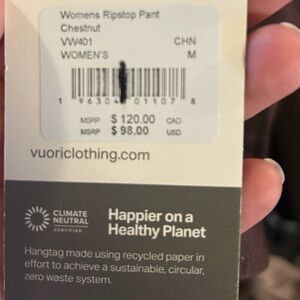 Womens Ripstop Pant
Chestnut
VW401 CHN
WOMEN'S M
1 96304 01107 8
MSRP $ 120.00 CAD
MSRP $ 98.00 USD
vuoriclothing.com
CLIMATE
NEUTRAL
CERTIFIED
Happier on a
Healthy Planet
Hangtag made using recycled paper in
effort to achieve a sustainable, circular,
zero waste system.